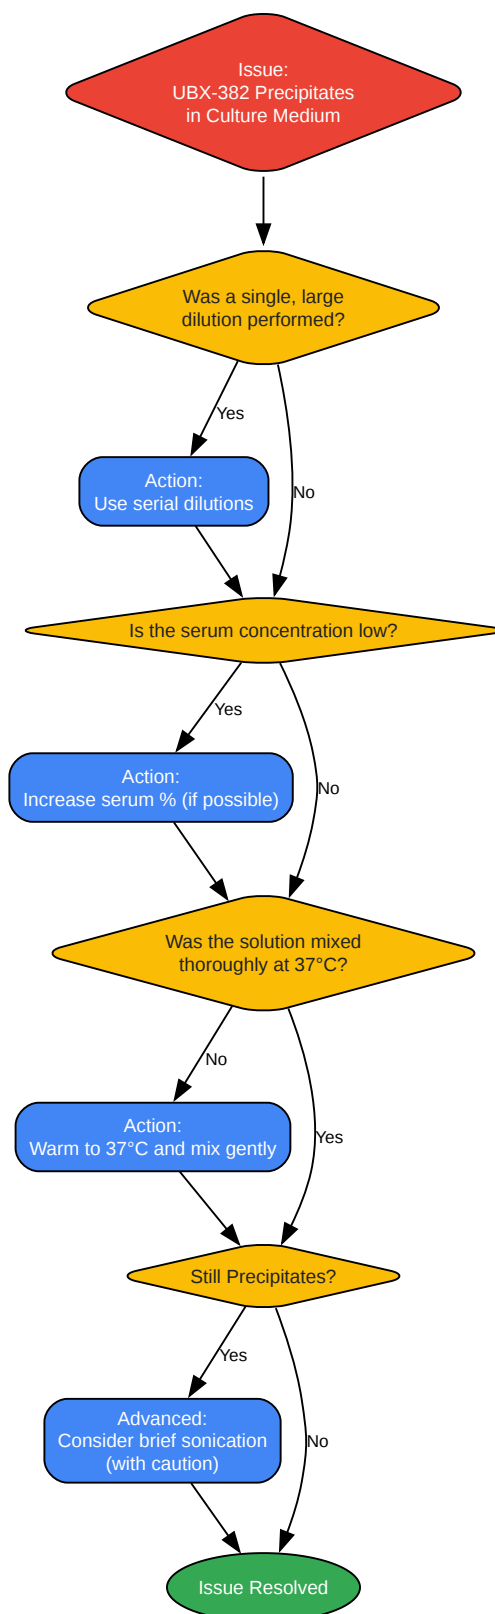 Issue:
UBX-382 Precipitates
in Culture Medium
Was a single, large
dilution performed?
Yes
No
Action:
Use serial dilutions
Is the serum concentration low?
Yes
No
Action:
Increase serum % (if possible)
Was the solution mixed
thoroughly at 37°C?
No
Yes
Action:
Warm to 37°C and mix gently
Still Precipitates?
Yes
No
Advanced:
Consider brief sonication
(with caution)
Issue Resolved